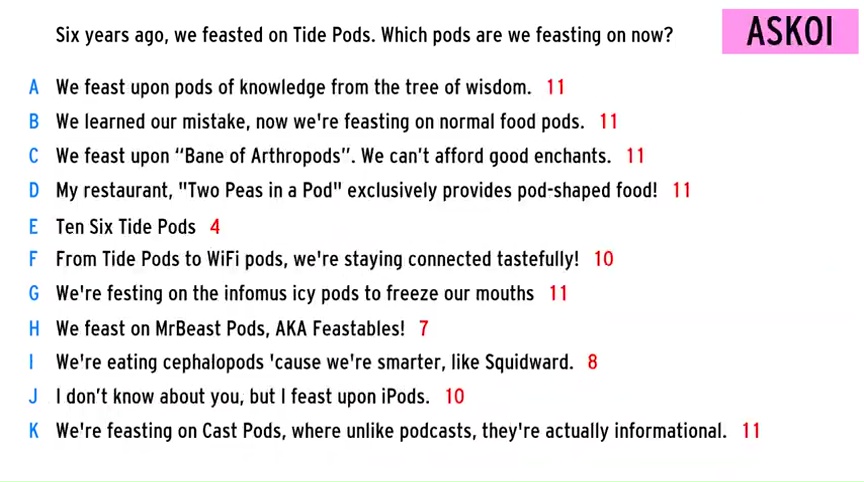 Six years ago, we feasted on Tide Pods. Which pods are we feasting on now?
ASKOI
A We feast upon pods of knowledge from the tree of wisdom. 11
B We learned our mistake, now we're feasting on normal food pods. 11
C We feast upon “Bane of Arthropods”. We can’t afford good enchants. 11
D My restaurant, "Two Peas in a Pod" exclusively provides pod-shaped food! 11
E Ten Six Tide Pods 4
F From Tide Pods to WiFi pods, we're staying connected tastefully! 10
G We're festing on the infomus icy pods to freeze our mouths 11
H We feast on MrBeast Pods, AKA Feastables! 7
I We're eating cephalopods 'cause we're smarter, like Squidward. 8
J I don’t know about you, but I feast upon iPods. 10
K We're feasting on Cast Pods, where unlike podcasts, they're actually informational. 11